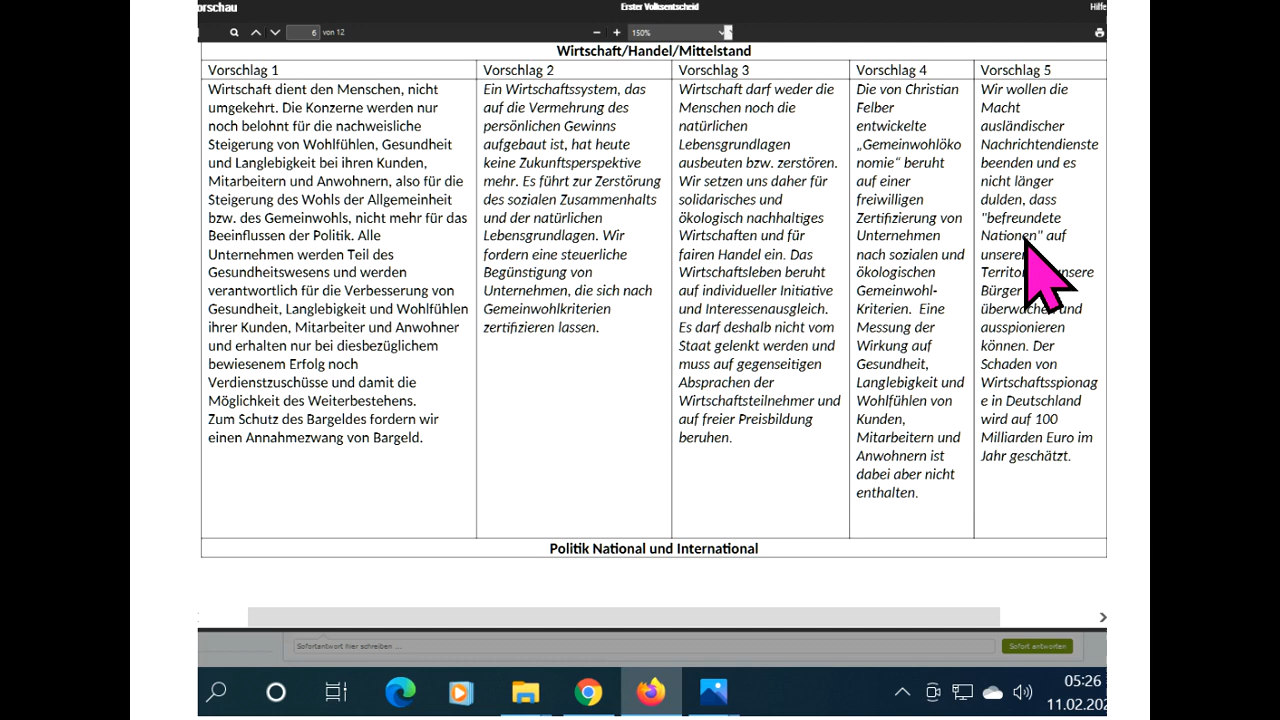 orschau
Erster Volksentscheid
Hilfe
6 von 12
150%
Wirtschaft/Handel/Mittelstand
Vorschlag 1
Wirtschaft dient den Menschen, nicht
umgekehrt. Die Konzerne werden nur
noch belohnt für die nachweisliche
Steigerung von Wohlfühlen, Gesundheit
und Langlebigkeit bei ihren Kunden,
Mitarbeitern und Anwohnern, also für die
Steigerung des Wohls der Allgemeinheit
bzw. des Gemeinwohls, nicht mehr für das
Beeinflussen der Politik. Alle
Unternehmen werden Teil des
Gesundheitswesens und werden
verantwortlich für die Verbesserung von
Gesundheit, Langlebigkeit und Wohlfühlen
ihrer Kunden, Mitarbeiter und Anwohner
und erhalten nur bei diesbezüglichem
bewiesenem Erfolg noch
Verdienstzuschüsse und damit die
Möglichkeit des Weiterbestehens.
Zum Schutz des Bargeldes fordern wir
einen Annahmezwang von Bargeld.
Vorschlag 2
Ein Wirtschaftssystem, das
auf die Vermehrung des
persönlichen Gewinns
aufgebaut ist, hat heute
keine Zukunftsperspektive
mehr. Es führt zur Zerstörung
des sozialen Zusammenhalts
und der natürlichen
Lebensgrundlagen. Wir
fordern eine steuerliche
Begünstigung von
Unternehmen, die sich nach
Gemeinwohlkriterien
zertifizieren lassen.
Vorschlag 3
Wirtschaft darf weder die
Menschen noch die
natürlichen
Lebensgrundlagen
ausbeuten bzw. zerstören.
Wir setzen uns daher für
solidarisches und
ökologisch nachhaltiges
Wirtschaften und für
fairen Handel ein. Das
Wirtschaftsleben beruht
auf individueller Initiative
und Interessenausgleich.
Es darf deshalb nicht vom
Staat gelenkt werden und
muss auf gegenseitigen
Absprachen der
Wirtschaftsteilnehmer und
auf freier Preisbildung
beruhen.
Vorschlag 4
Die von Christian
Felber
entwickelte
„Gemeinwohlöko
nomie“ beruht
auf einer
freiwilligen
Zertifizierung von
Unternehmen
nach sozialen und
ökologischen
Gemeinwohl-
Kriterien. Eine
Messung der
Wirkung auf
Gesundheit,
Langlebigkeit und
Wohlfühlen von
Kunden,
Mitarbeitern und
Anwohnern ist
dabei aber nicht
enthalten.
Vorschlag 5
Wir wollen die
Macht
ausländischer
Nachrichtendienste
beenden und es
nicht länger
dulden, dass
"befreundete
Nationen" auf
unserem
Territorium unsere
Bürger
überwachen und
ausspionieren
können. Der
Schaden von
Wirtschaftsspionag
e in Deutschland
wird auf 100
Milliarden Euro im
Jahr geschätzt.
Politik National und International
Sofortantwort hier schreiben ...
Sofort antworten
05:26
11.02.202